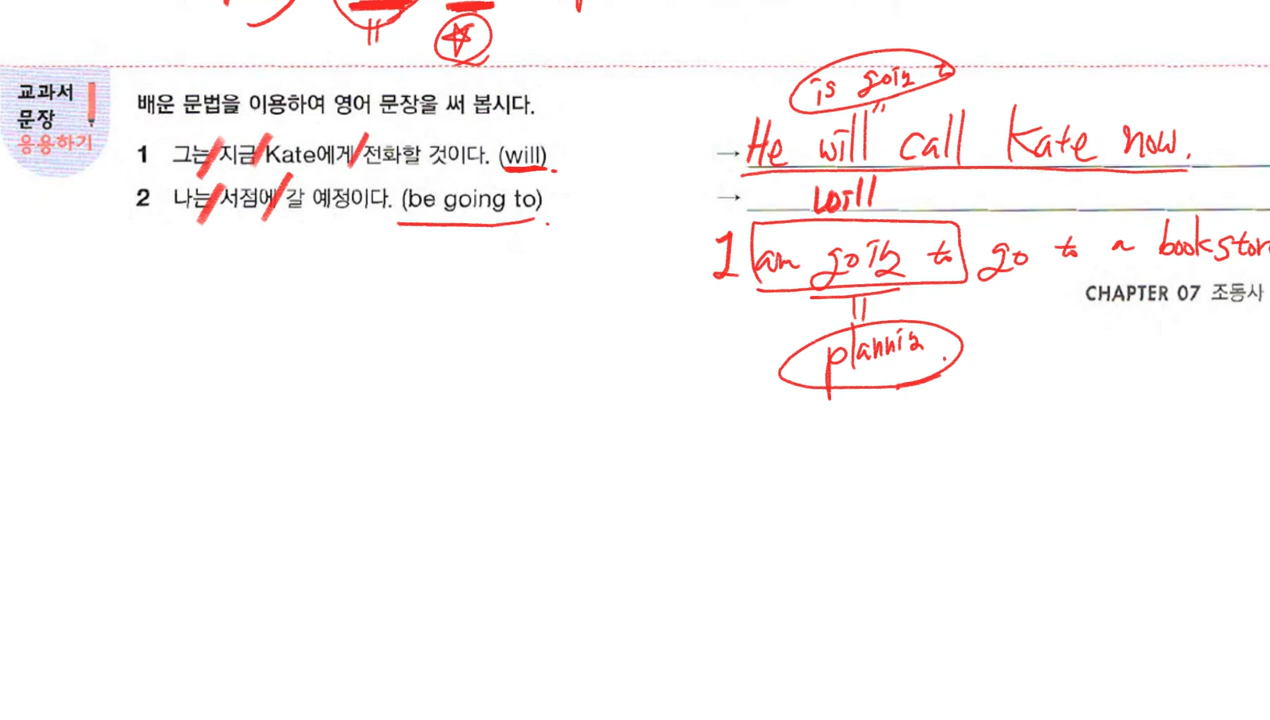 교과서
문장
응용하기
배운 문법을 이용하여 영어 문장을 써 봅시다.
1 그는 지금 Kate에게 전화할 것이다. (will)
2 나는 서점에 갈 예정이다. (be going to)
is going to
→ He will call Kate now.
→ will
I am going to go to a bookstor
planning
CHAPTER 07 조동사